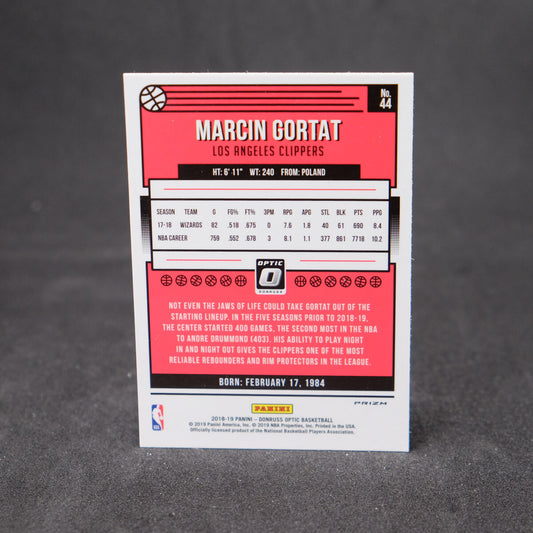 No.
44
MARCIN GORTAT
LOS ANGELES CLIPPERS
HT: 6' 11" WT: 240 FROM: POLAND
SEASON TEAM G FG% FT% 3PM RPG APG STL BLK PTS PPG
17-18 WIZARDS 82 .518 .675 0 7.6 1.8 40 61 690 8.4
NBA CAREER 759 .552 .678 3 8.1 1.1 377 861 7718 10.2
OPTIC
DONRUSS
NOT EVEN THE JAWS OF LIFE COULD TAKE GORTAT OUT OF THE
STARTING LINEUP. IN THE FIVE SEASONS PRIOR TO 2018-19,
THE CENTER STARTED 400 GAMES, THE SECOND MOST IN THE NBA
TO ANDRE DRUMMOND (403). HIS ABILITY TO PLAY NIGHT
IN AND NIGHT OUT GIVES THE CLIPPERS ONE OF THE MOST
RELIABLE REBOUNDERS AND RIM PROTECTORS IN THE LEAGUE.
BORN: FEBRUARY 17, 1984
PANINI
PRIZM
2018-19 PANINI - DONRUSS OPTIC BASKETBALL
© 2019 Panini America, Inc. © 2019 NBA Properties, Inc. Printed in the USA.
Officially licensed product of the National Basketball Players Association.